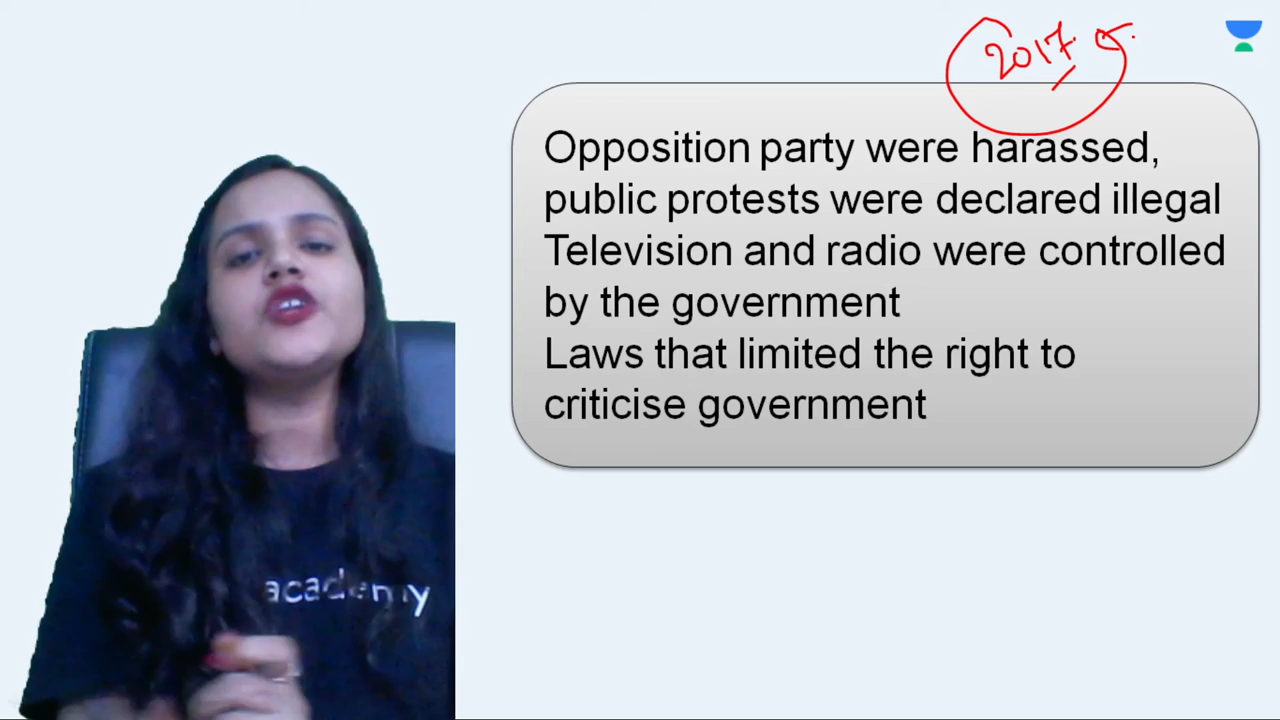 2017
Opposition party were harassed,
public protests were declared illegal
Television and radio were controlled
by the government
Laws that limited the right to
criticise government
academy